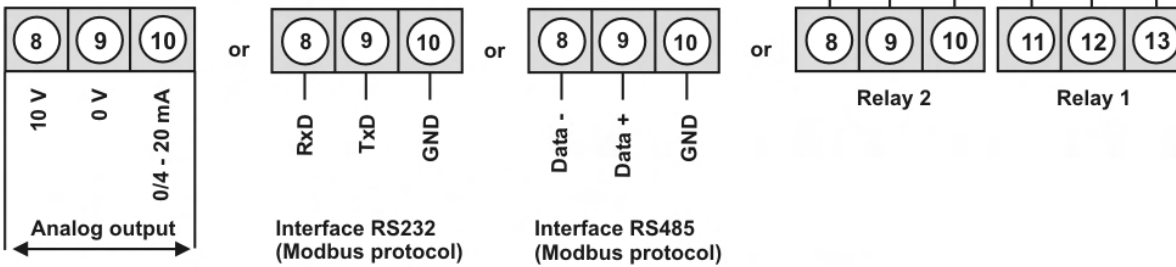 8 9 10 or 8 9 10 or 8 9 10 or 8 9 10 11 12 13
Relay 2 Relay 1
10 V 0 V 0/4 - 20 mA RxD TxD GND Data - Data + GND
Analog output Interface RS232 Interface RS485
(Modbus protocol) (Modbus protocol)